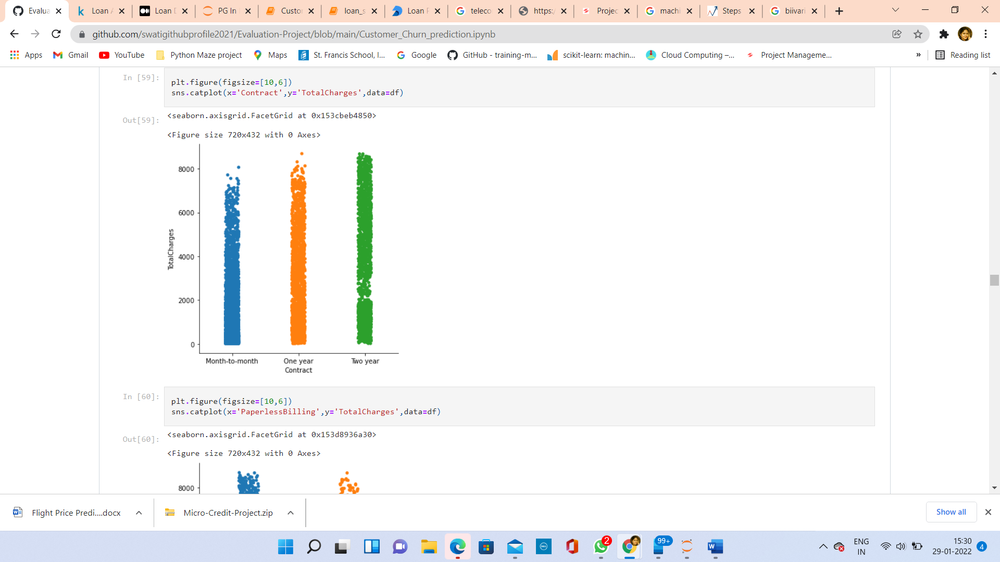 Evalua
Loan A
Loan D
PG In
Custo
loan_s
Loan P
teleco
https:/
Projec
machi
Steps
biivari
github.com/swatigithubprofile2021/Evaluation-Project/blob/main/Customer_Churn_prediction.ipynb
Apps
Gmail
YouTube
Python Maze project
Maps
St. Francis School, I...
Google
GitHub - training-m...
scikit-learn: machin...
Cloud Computing –...
Project Manageme...
»
Reading list
In [59]:
plt.figure(figsize=[10,6])
sns.catplot(x='Contract',y='TotalCharges',data=df)
Out[59]:
<seaborn.axisgrid.FacetGrid at 0x153cbeb4850>
<Figure size 720x432 with 0 Axes>
8000
6000
4000
2000
0
TotalCharges
Month-to-month
One year
Two year
Contract
In [60]:
plt.figure(figsize=[10,6])
sns.catplot(x='PaperlessBilling',y='TotalCharges',data=df)
Out[60]:
<seaborn.axisgrid.FacetGrid at 0x153d8936a30>
<Figure size 720x432 with 0 Axes>
8000
Flight Price Predi....docx
Micro-Credit-Project.zip
Show all
2
99+
ENG
IN
15:30
29-01-2022
4